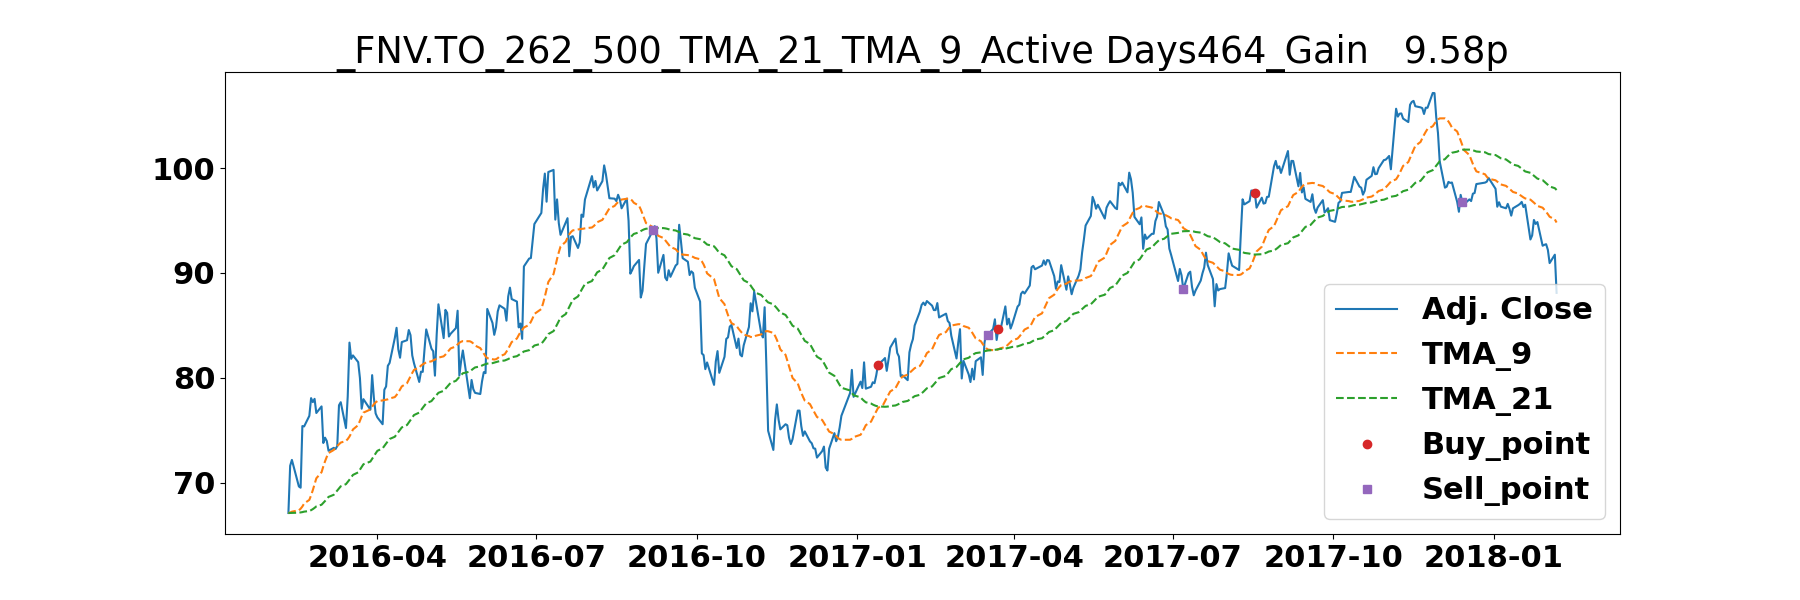 _FNV.TO_262_500_TMA_21_TMA_9_Active Days464_Gain   9.58p
100
90
80
70
2016-04 2016-07 2016-10 2017-01 2017-04 2017-07 2017-10 2018-01
Adj. Close
TMA_9
TMA_21
Buy_point
Sell_point